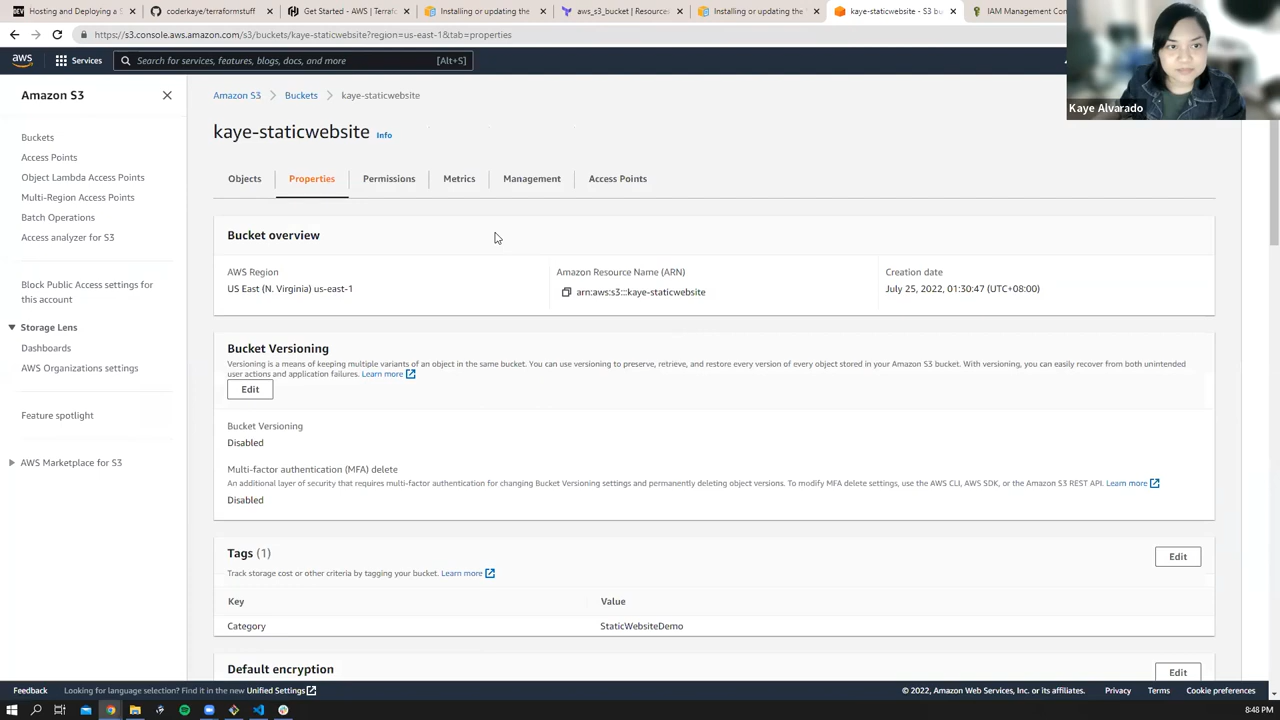 Hosting and Deploying a S
coderkaye/terraformstuff
Get Started - AWS | Terrafo
Installing or updating the
aws_s3_bucket | Resources
Installing or updating the
kaye-staticwebsite - S3 bu
IAM Management Con
https://s3.console.aws.amazon.com/s3/buckets/kaye-staticwebsite?region=us-east-1&tab=properties
aws
Services
Search for services, features, blogs, docs, and more
[Alt+S]
Kaye Alvarado
Amazon S3
Buckets
Access Points
Object Lambda Access Points
Multi-Region Access Points
Batch Operations
Access analyzer for S3
Block Public Access settings for
this account
Storage Lens
Dashboards
AWS Organizations settings
Feature spotlight
AWS Marketplace for S3
Amazon S3 > Buckets > kaye-staticwebsite
kaye-staticwebsite Info
Objects
Properties
Permissions
Metrics
Management
Access Points
Bucket overview
AWS Region
US East (N. Virginia) us-east-1
Amazon Resource Name (ARN)
arn:aws:s3:::kaye-staticwebsite
Creation date
July 25, 2022, 01:30:47 (UTC+08:00)
Bucket Versioning
Versioning is a means of keeping multiple variants of an object in the same bucket. You can use versioning to preserve, retrieve, and restore every version of every object stored in your Amazon S3 bucket. With versioning, you can easily recover from both unintended
user actions and application failures. Learn more
Edit
Bucket Versioning
Disabled
Multi-factor authentication (MFA) delete
An additional layer of security that requires multi-factor authentication for changing Bucket Versioning settings and permanently deleting object versions. To modify MFA delete settings, use the AWS CLI, AWS SDK, or the Amazon S3 REST API. Learn more
Disabled
Tags (1)
Edit
Track storage cost or other criteria by tagging your bucket. Learn more
Key
Value
Category
StaticWebsiteDemo
Default encryption
Edit
Feedback
Looking for language selection? Find it in the new Unified Settings
© 2022, Amazon Web Services, Inc. or its affiliates.
Privacy
Terms
Cookie preferences
8:48 PM